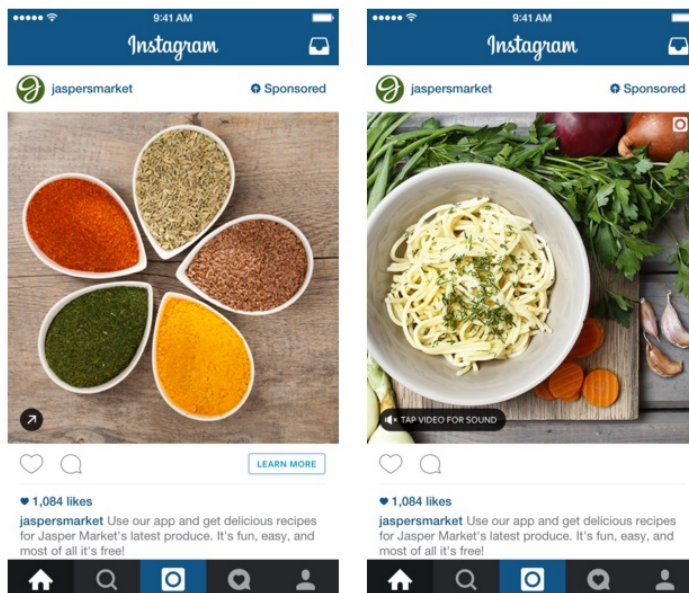 9:41 AM
Instagram
jaspersmarket
Sponsored
LEARN MORE
1,084 likes
jaspersmarket Use our app and get delicious recipes
for Jasper Market's latest produce. It's fun, easy, and
most of all it's free!
9:41 AM
Instagram
jaspersmarket
Sponsored
TAP VIDEO FOR SOUND
1,084 likes
jaspersmarket Use our app and get delicious recipes
for Jasper Market's latest produce. It's fun, easy, and
most of all it's free!